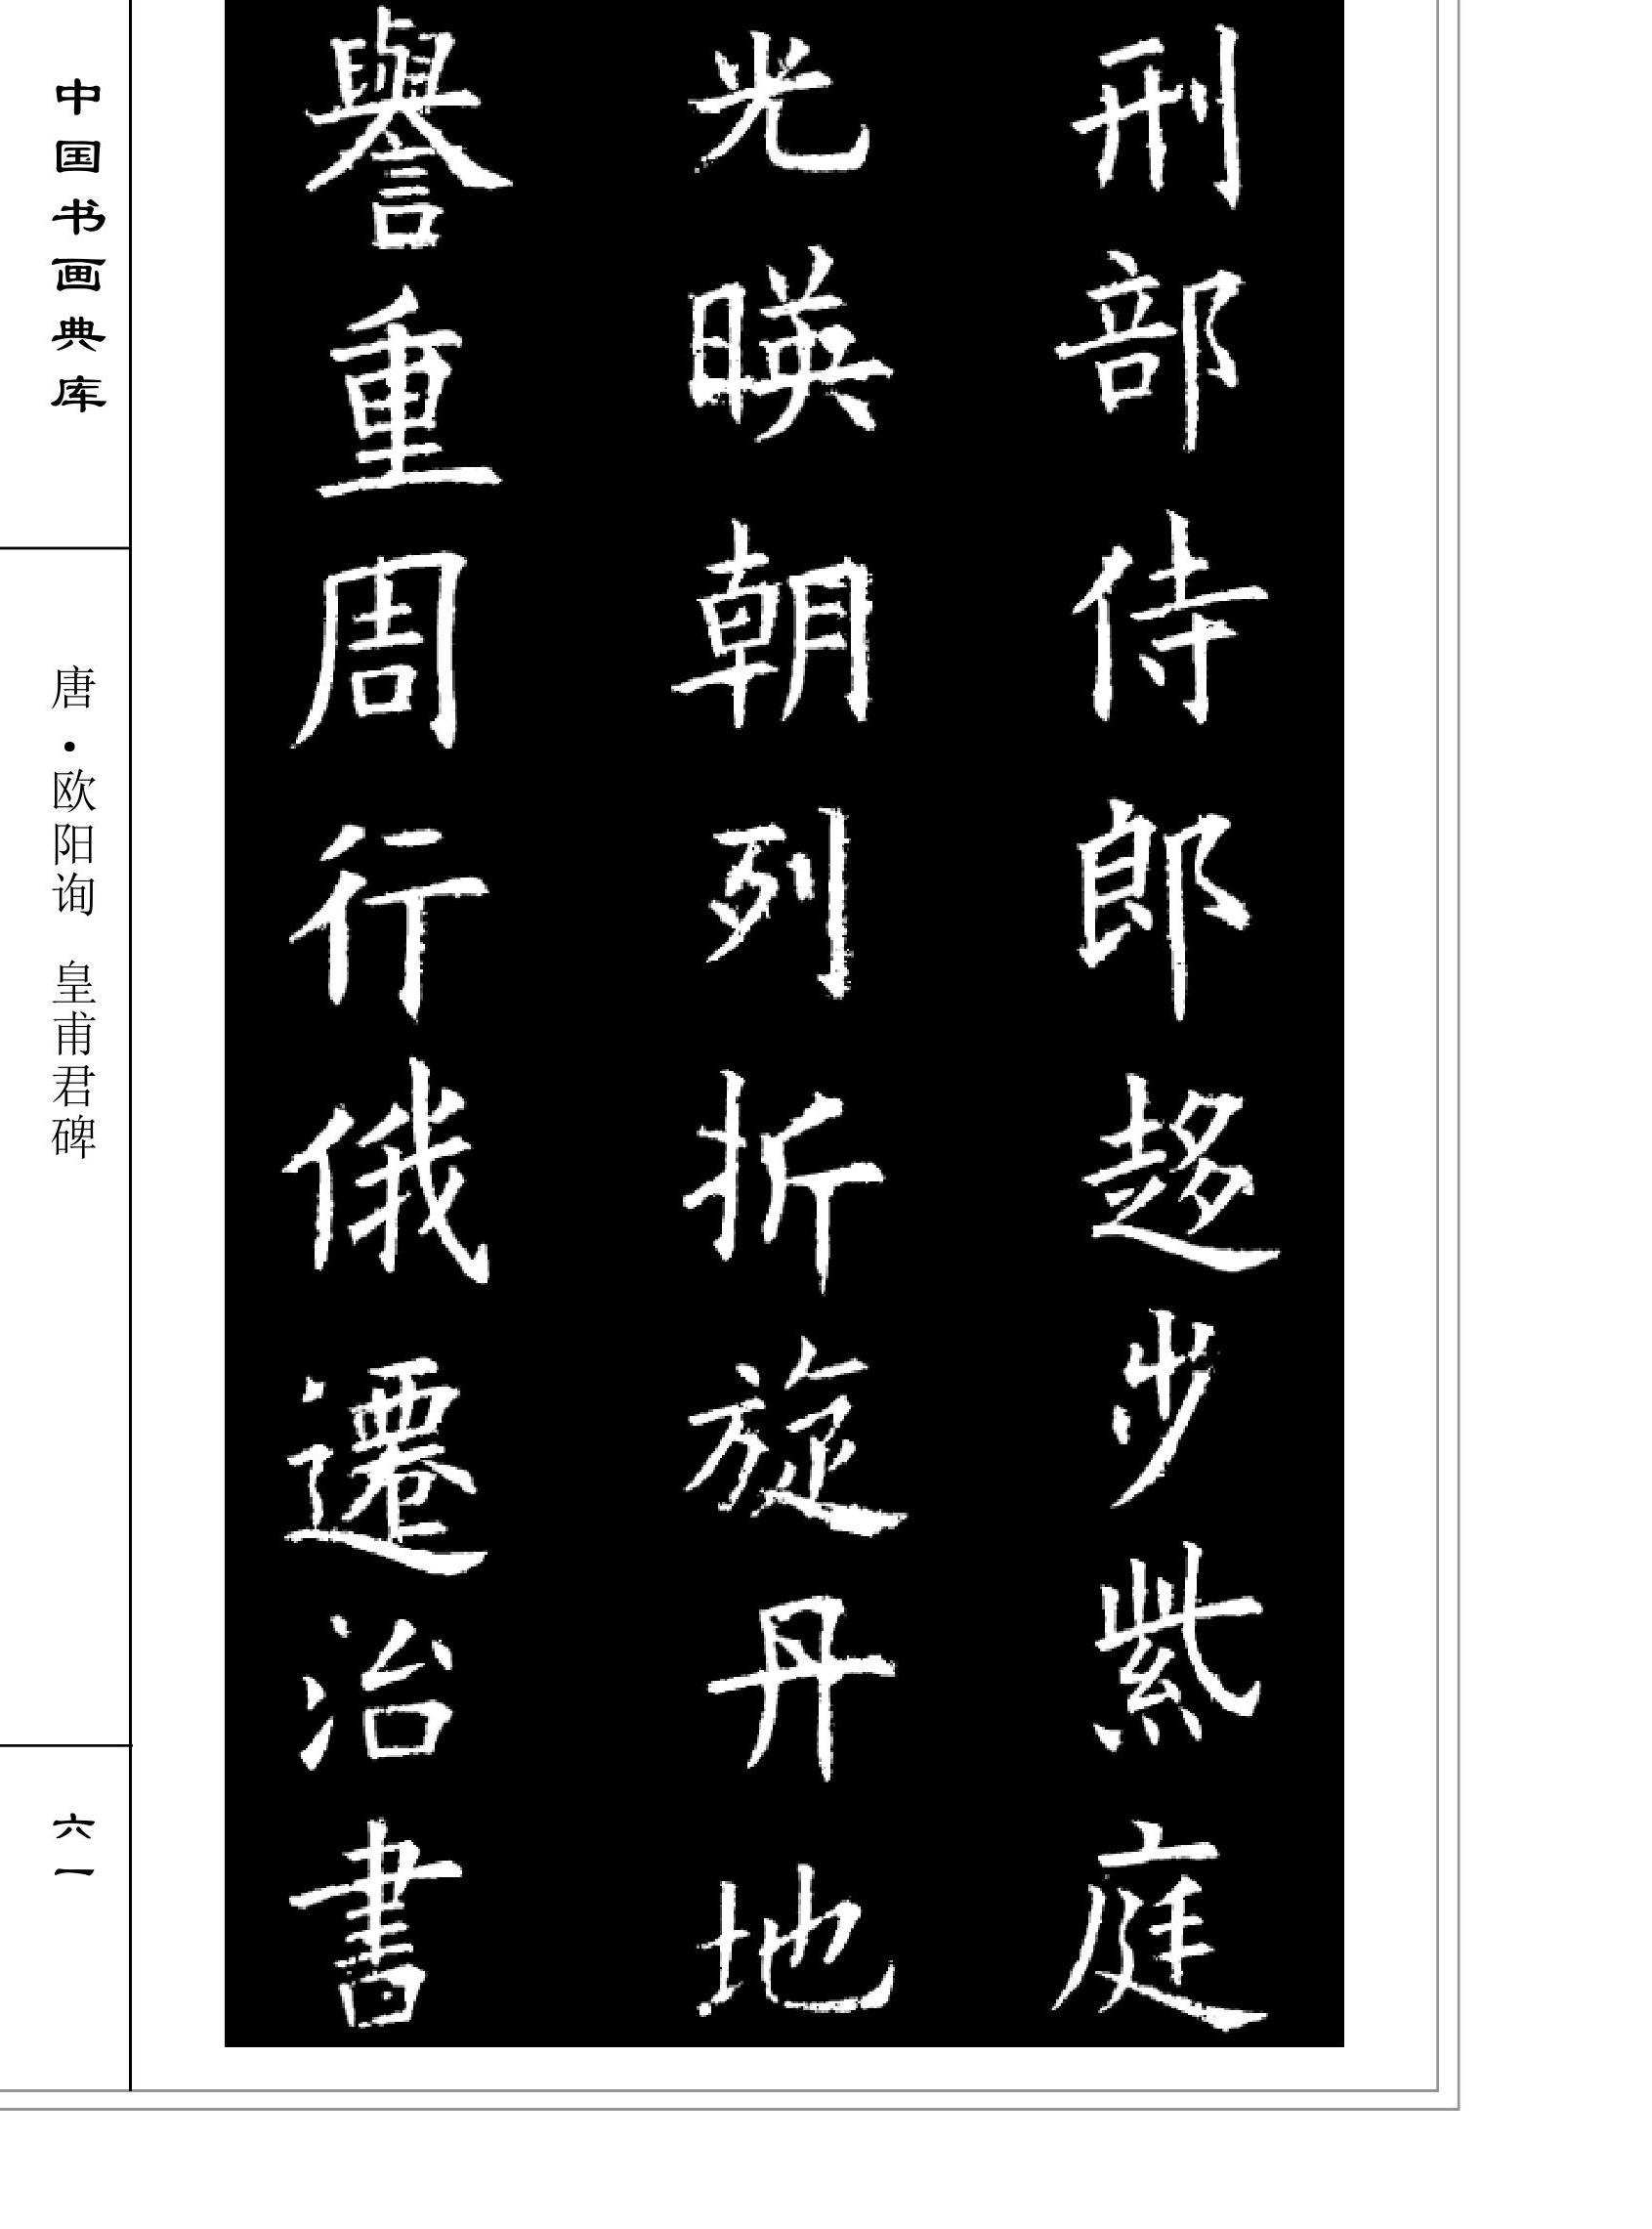 刑部侍郎趍步紫庭
光暎朝列折旋丹地
譽重周行俄遷治書
中国书画典库
唐·欧阳询 皇甫君碑
六一